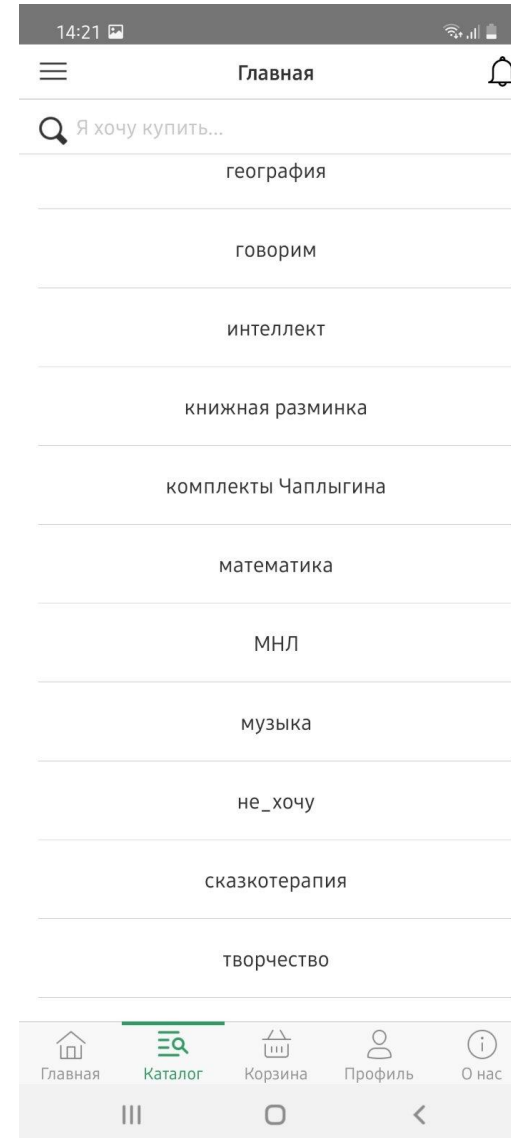 14:21
Главная
Я хочу купить...
география
говорим
интеллект
книжная разминка
комплекты Чаплыгина
математика
МНЛ
музыка
не_хочу
сказкотерапия
творчество
Главная Каталог Корзина Профиль О нас